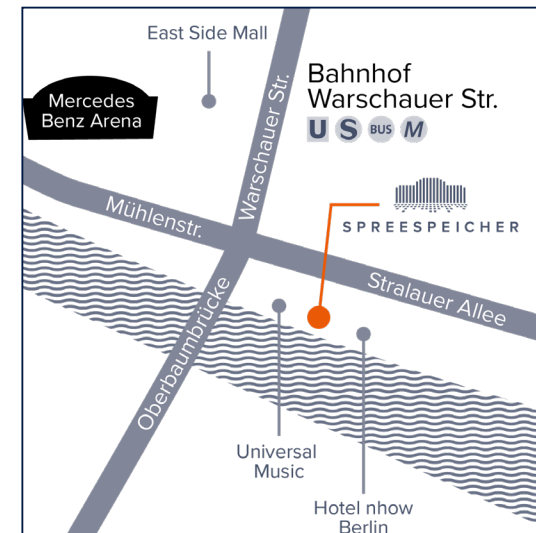 East Side Mall
Mercedes
Benz Arena
Warschauer Str.
Bahnhof
Warschauer Str.
U S BUS M
SPREESPEICHER
Mühlenstr.
Stralauer Allee
Oberbaumbrücke
Universal
Music
Hotel nhow
Berlin